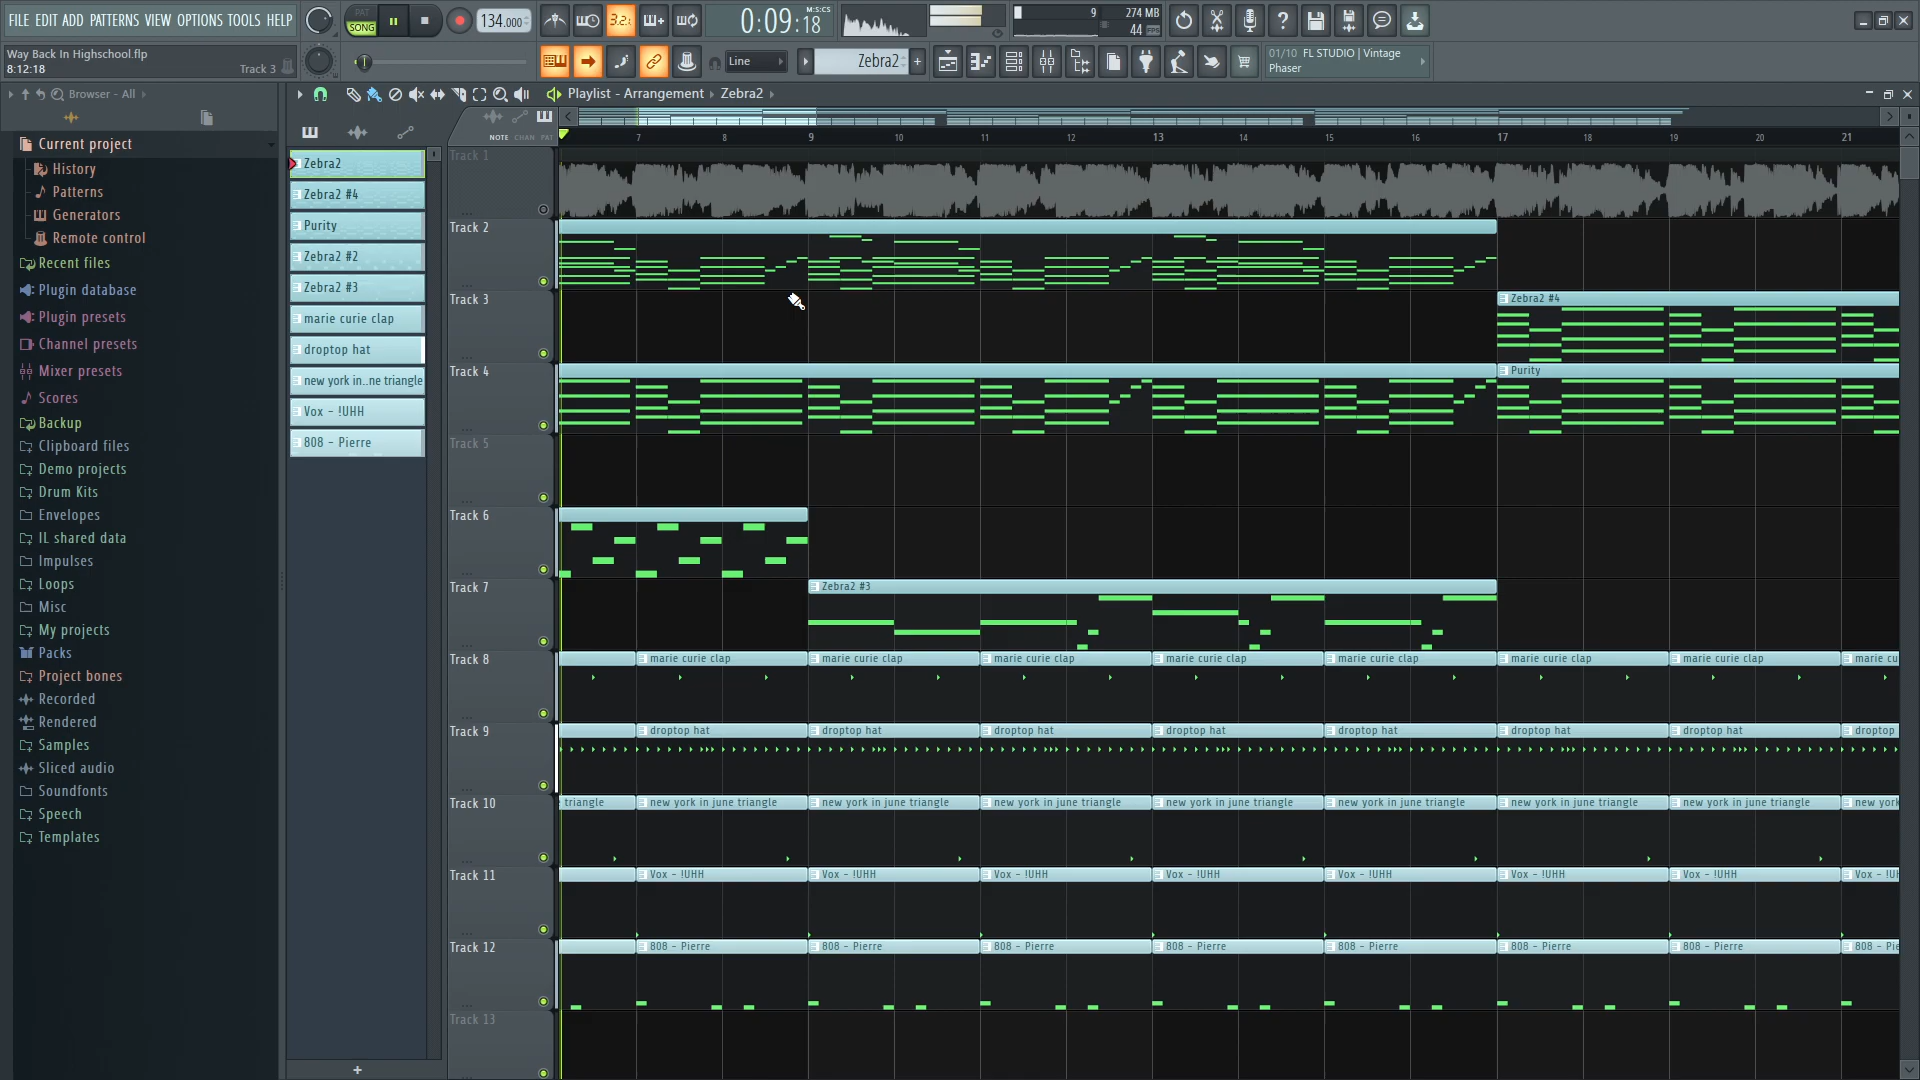 FILE EDIT ADD PATTERNS VIEW OPTIONS TOOLS HELP
PAT
SONG
134.000
3.2.
0:09:18
M:S:CS
9
274 MB
44
Way Back In Highschool.flp
8:12:18
Track 3
Line
Zebra2
01/10 FL STUDIO | Vintage
Phaser
Browser - All
Playlist - Arrangement
Zebra2
NOTE CHAN PAT
7 8 9 10 11 12 13 14 15 16 17 18 19 20 21
Current project
History
Patterns
Generators
Remote control
Recent files
Plugin database
Plugin presets
Channel presets
Mixer presets
Scores
Backup
Clipboard files
Demo projects
Drum Kits
Envelopes
IL shared data
Impulses
Loops
Misc
My projects
Packs
Project bones
Recorded
Rendered
Samples
Sliced audio
Soundfonts
Speech
Templates
Zebra2
Zebra2 #4
Purity
Zebra2 #2
Zebra2 #3
marie curie clap
droptop hat
new york in..ne triangle
Vox - !UHH
808 - Pierre
Track 1
Track 2
Track 3
Zebra2 #4
Track 4
Purity
Track 5
Track 6
Track 7
Zebra2 #3
Track 8
marie curie clap marie curie clap marie curie clap marie curie clap marie curie clap marie curie clap marie curie clap marie cu
Track 9
droptop hat droptop hat droptop hat droptop hat droptop hat droptop hat droptop hat droptop
Track 10
triangle new york in june triangle new york in june triangle new york in june triangle new york in june triangle new york in june triangle new york in june triangle new york in june triangle new york
Track 11
Vox - !UHH Vox - !UHH Vox - !UHH Vox - !UHH Vox - !UHH Vox - !UHH Vox - !UHH Vox - !UH
Track 12
808 - Pierre 808 - Pierre 808 - Pierre 808 - Pierre 808 - Pierre 808 - Pierre 808 - Pierre 808 - Pie
Track 13